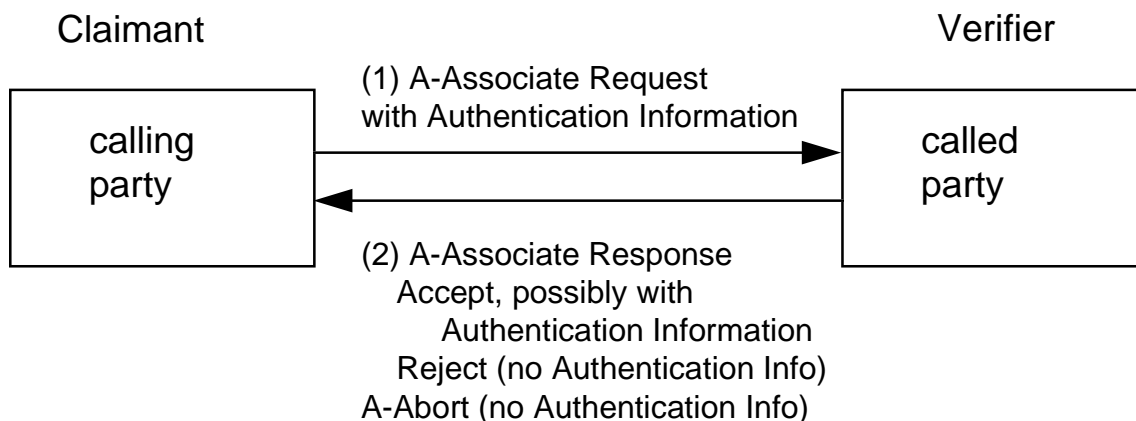 Claimant
Verifier
(1) A-Associate Request
with Authentication Information
calling
party
called
party
(2) A-Associate Response
Accept, possibly with
Authentication Information
Reject (no Authentication Info)
A-Abort (no Authentication Info)